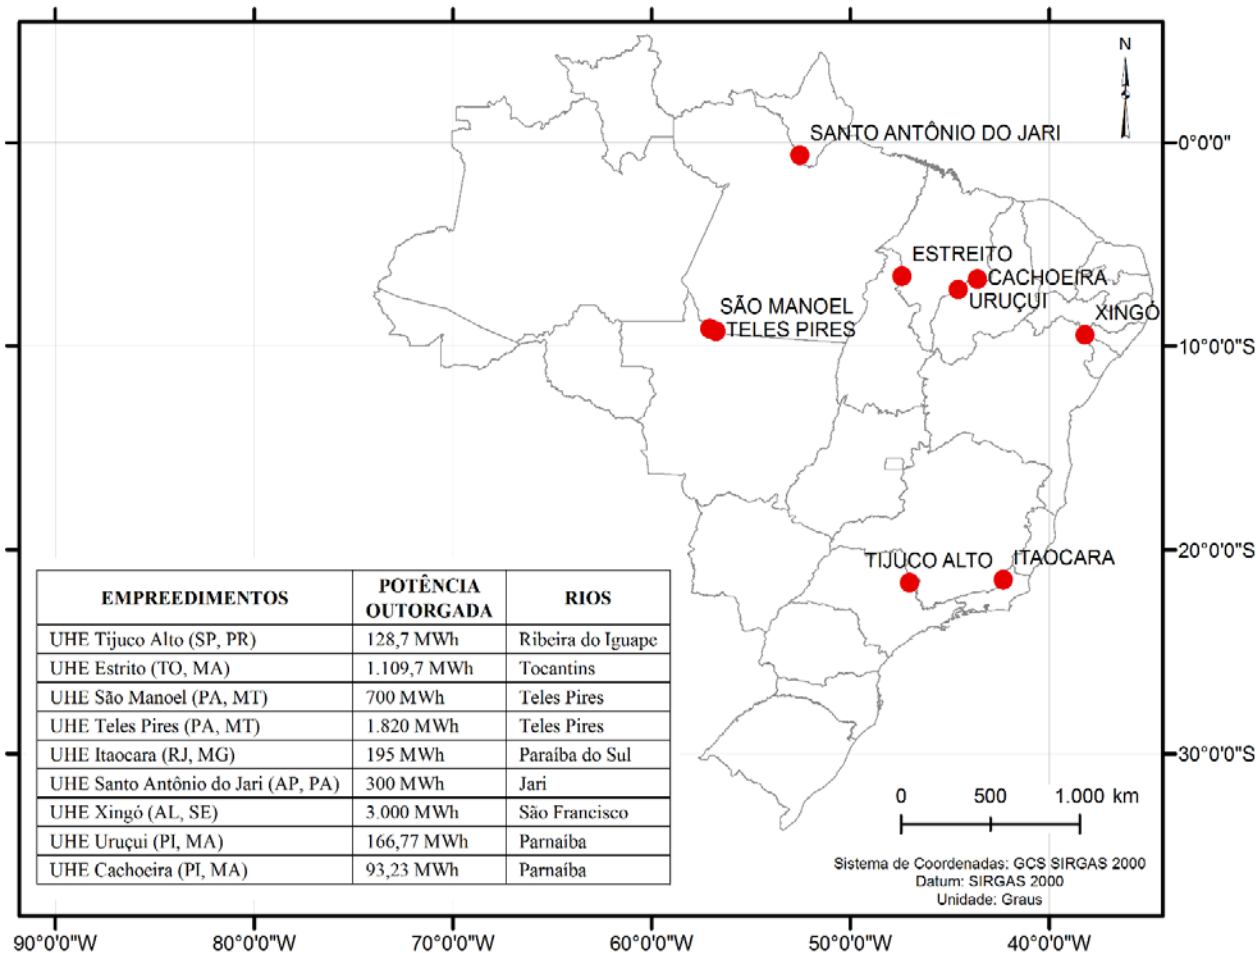 N
SANTO ANTÔNIO DO JARI
0°0'0"
ESTREITO
CACHOEIRA
URUÇUI
SÃO MANOEL
TELES PIRES
XINGÓ
10°0'0"S
20°0'0"S
TIJUCO ALTO
ITAOCARA
EMPREEDIMENTOS POTÊNCIA OUTORGADA RIOS
UHE Tijuco Alto (SP, PR) 128,7 MWh Ribeira do Iguape
UHE Estrito (TO, MA) 1.109,7 MWh Tocantins
UHE São Manoel (PA, MT) 700 MWh Teles Pires
UHE Teles Pires (PA, MT) 1.820 MWh Teles Pires
UHE Itaocara (RJ, MG) 195 MWh Paraíba do Sul
UHE Santo Antônio do Jari (AP, PA) 300 MWh Jari
UHE Xingó (AL, SE) 3.000 MWh São Francisco
UHE Uruçui (PI, MA) 166,77 MWh Parnaíba
UHE Cachoeira (PI, MA) 93,23 MWh Parnaíba
30°0'0"S
0 500 1.000 km
Sistema de Coordenadas: GCS SIRGAS 2000
Datum: SIRGAS 2000
Unidade: Graus
90°0'0"W 80°0'0"W 70°0'0"W 60°0'0"W 50°0'0"W 40°0'0"W